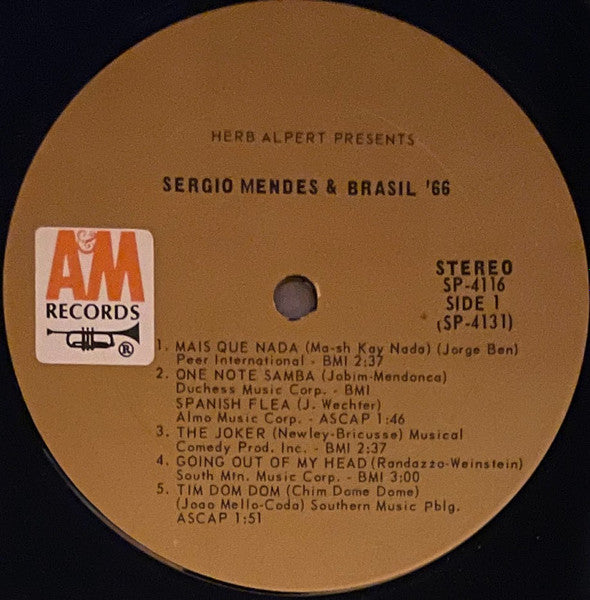 HERB ALPERT PRESENTS
SERGIO MENDES & BRASIL '66
A&M
RECORDS
®
STEREO
SP-4116
SIDE 1
(SP-4131)
1. MAIS QUE NADA (Ma-sh Kay Nada) (Jorge Ben)
Peer International - BMI 2:37
2. ONE NOTE SAMBA (Jobim-Mendonca)
Duchess Music Corp. - BMI
SPANISH FLEA (J. Wechter)
Almo Music Corp. - ASCAP 1:46
3. THE JOKER (Newley-Bricusse) Musical
Comedy Prod. Inc. - BMI 2:37
4. GOING OUT OF MY HEAD (Randazzo-Weinstein)
South Mtn. Music Corp. - BMI 3:00
5. TIM DOM DOM (Chim Dome Dome)
(Joao Mello-Coda) Southern Music Pblg.
ASCAP 1:51